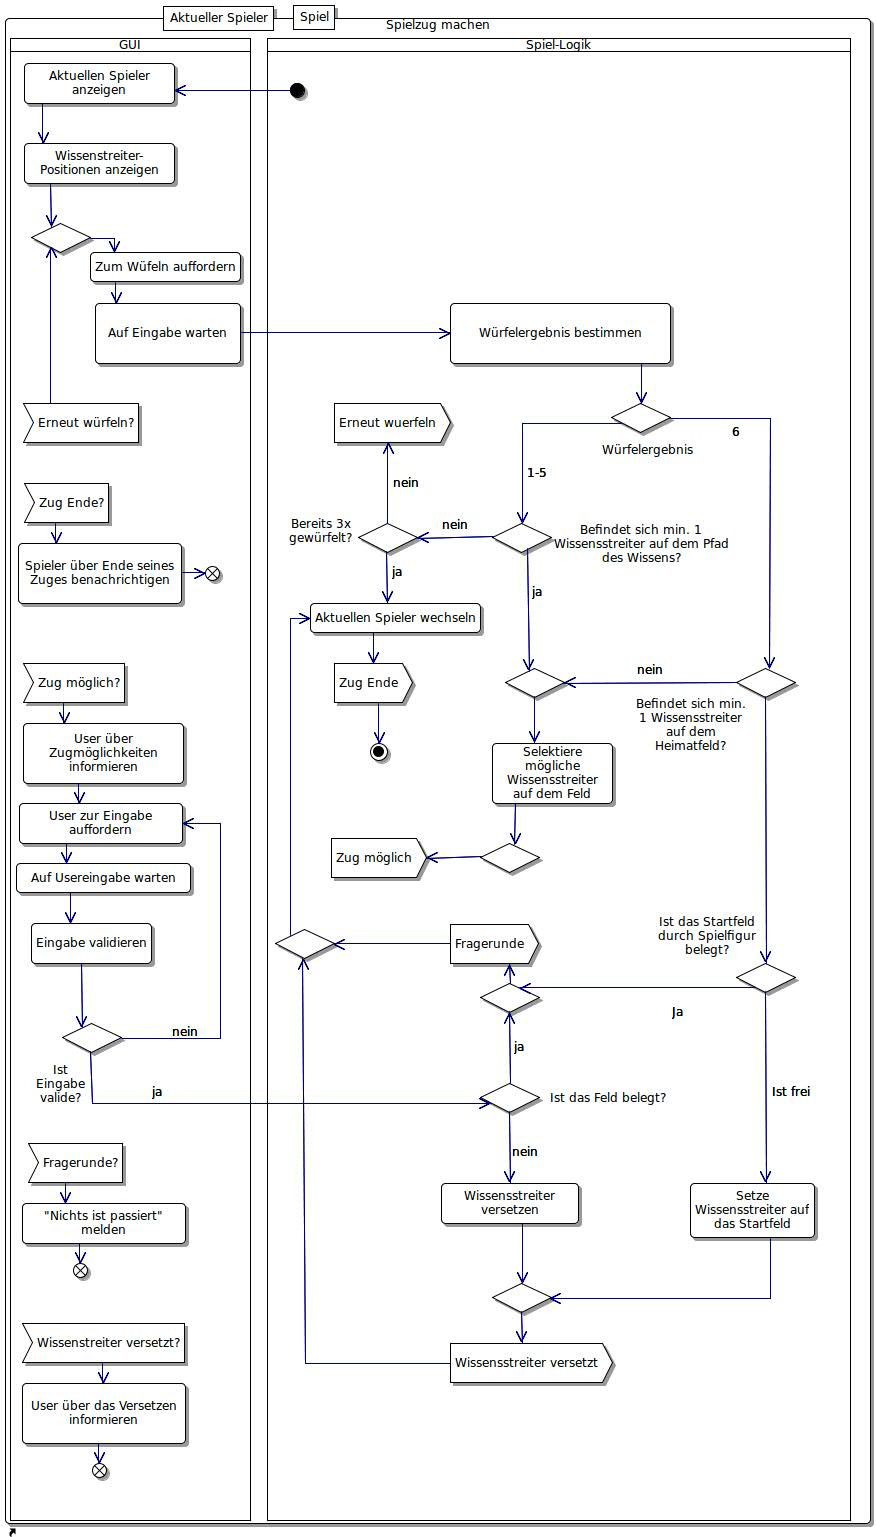 Aktueller Spieler
Spiel
Spielzug machen
GUI
Spiel-Logik
Aktuellen Spieler
anzeigen
Wissenstreiter-
Positionen anzeigen
Zum Wüfeln auffordern
Auf Eingabe warten
Würfelergebnis bestimmen
Erneut würfeln?
Erneut wuerfeln
Würfelergebnis
6
1-5
nein
Zug Ende?
Bereits 3x
gewürfelt?
nein
Befindet sich min. 1
Wissensstreiter auf dem Pfad
des Wissens?
Spieler über Ende seines
Zuges benachrichtigen
ja
ja
Aktuellen Spieler wechseln
Zug möglich?
Zug Ende
nein
Befindet sich min.
1 Wissensstreiter
auf dem
Heimatfeld?
User über
Zugmöglichkeiten
informieren
Selektiere
mögliche
Wissensstreiter
auf dem Feld
User zur Eingabe
auffordern
Zug möglich
Auf Usereingabe warten
Eingabe validieren
Fragerunde
Ist das Startfeld
durch Spielfigur
belegt?
Ja
nein
Ist
Eingabe
valide?
ja
ja
Ist das Feld belegt?
Ist frei
nein
Fragerunde?
"Nichts ist passiert"
melden
Wissensstreiter
versetzen
Setze
Wissenstreiter auf
das Startfeld
Wissenstreiter versetzt?
Wissensstreiter versetzt
User über das Versetzen
informieren